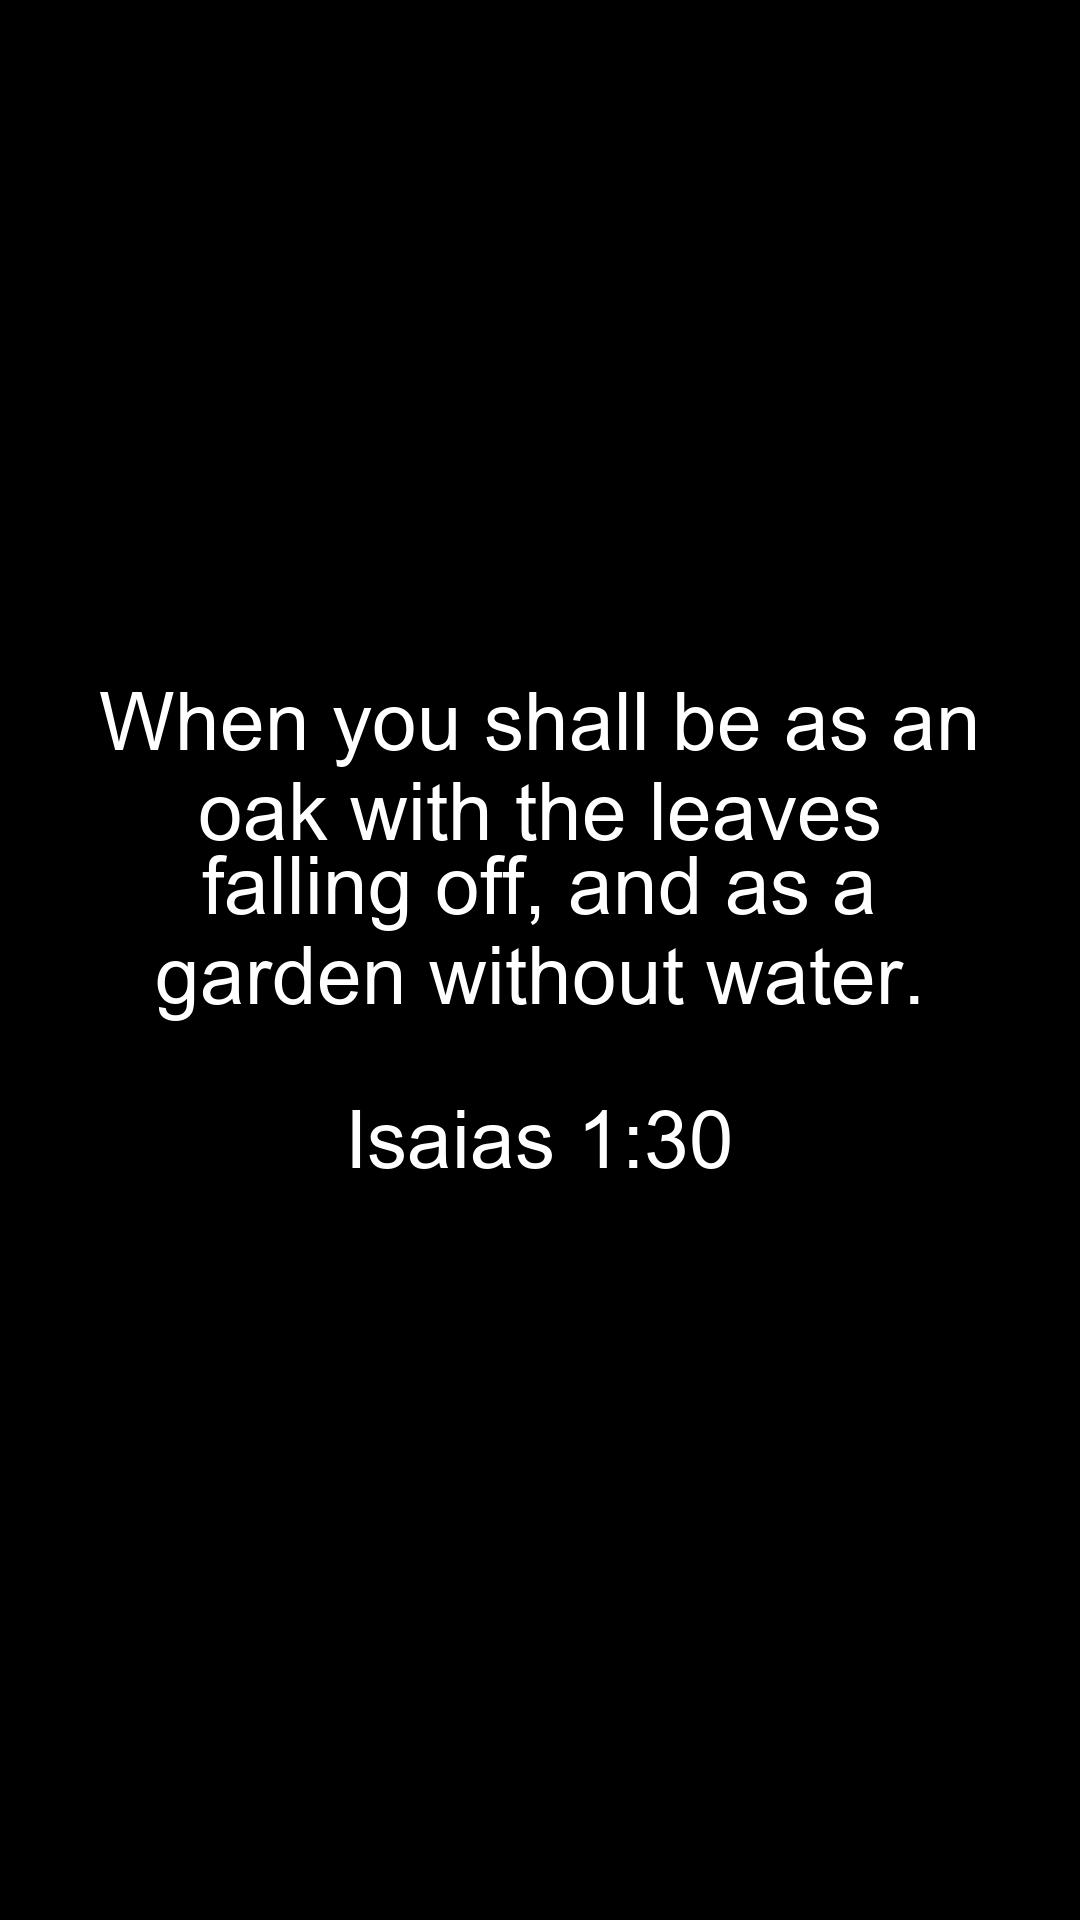 When you shall be as an
oak with the leaves
falling off, and as a
garden without water.
Isaias 1:30